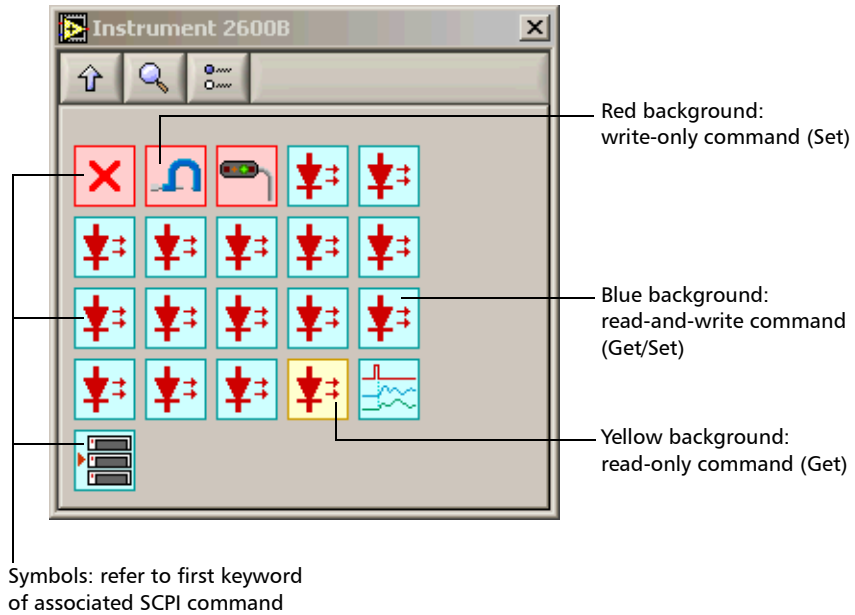 Instrument 2600B
Red background:
write-only command (Set)
Blue background:
read-and-write command
(Get/Set)
Yellow background:
read-only command (Get)
Symbols: refer to first keyword
of associated SCPI command